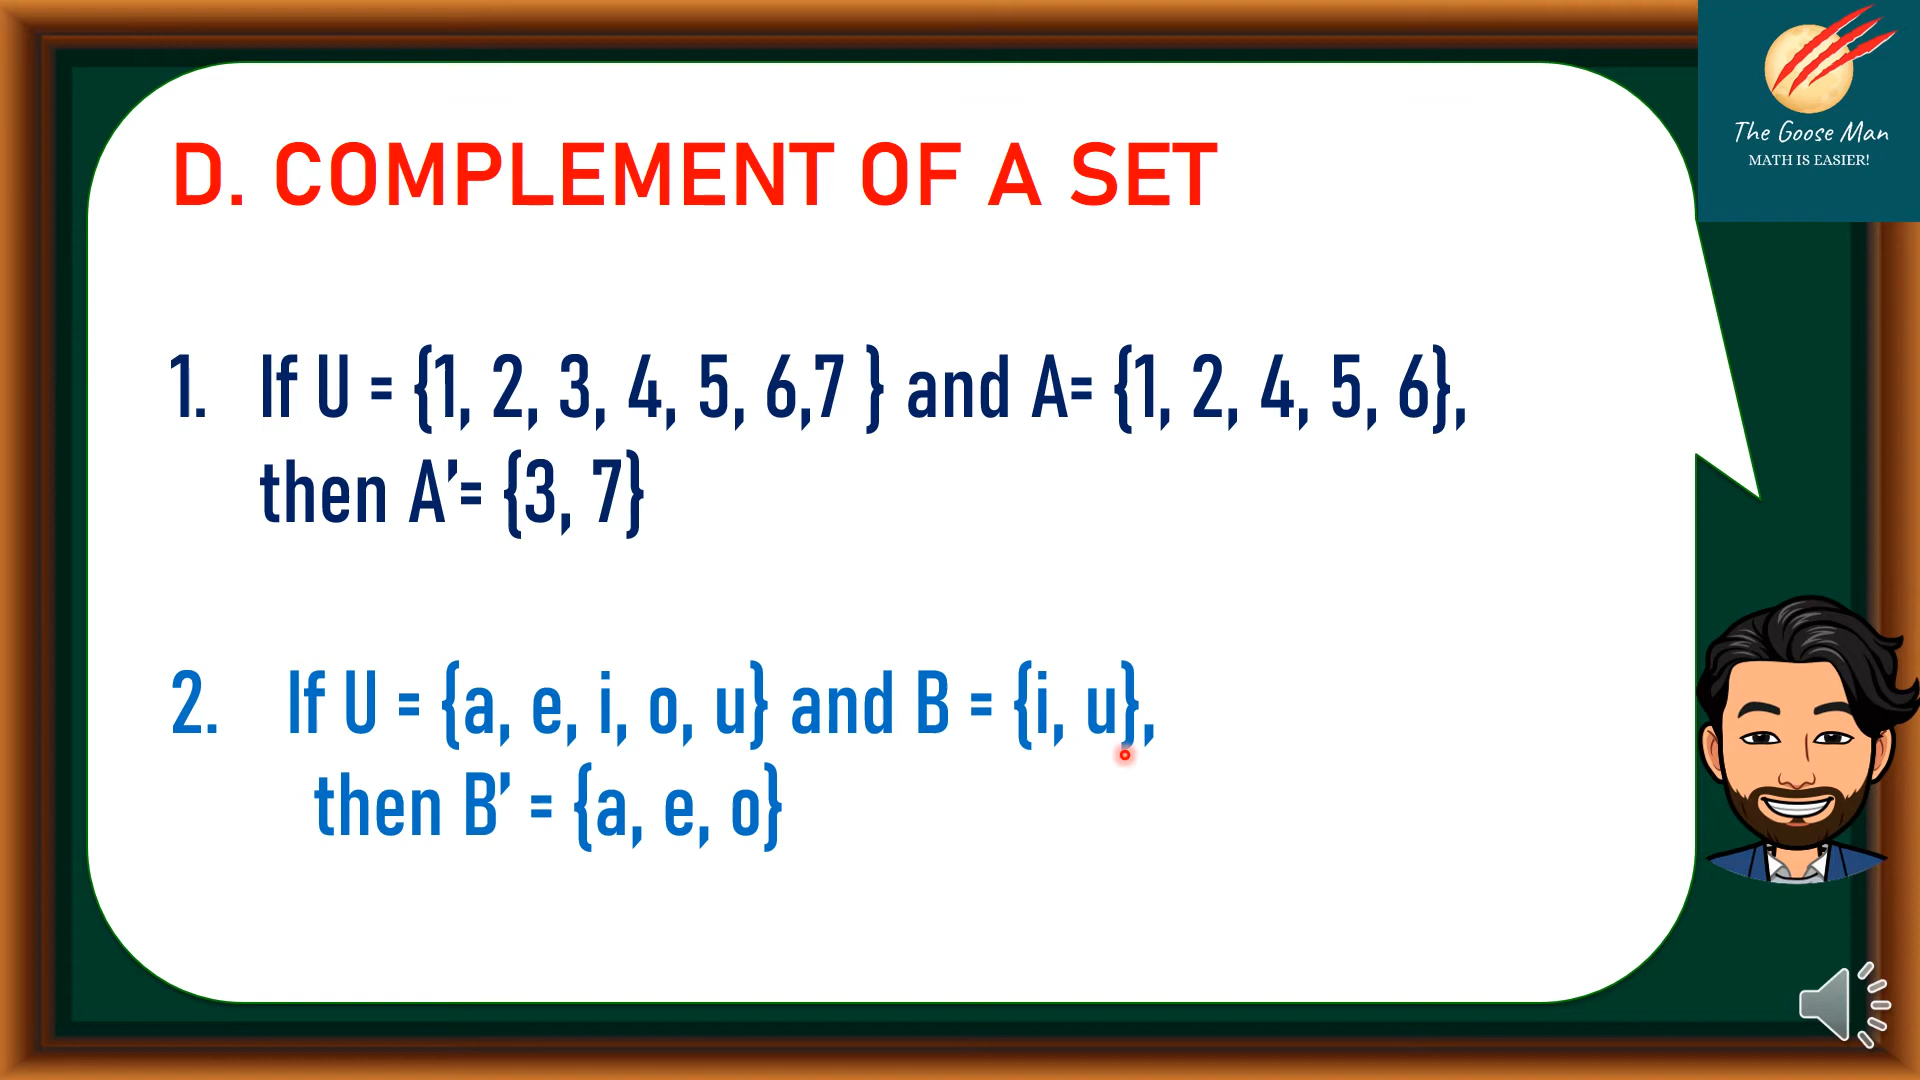 The Goose Man
MATH IS EASIER!
D. COMPLEMENT OF A SET
1. If U = {1, 2, 3, 4, 5, 6,7 } and A= {1, 2, 4, 5, 6},
then A'= {3, 7}
2. If U = {a, e, i, o, u} and B = {i, u},
then B' = {a, e, o}